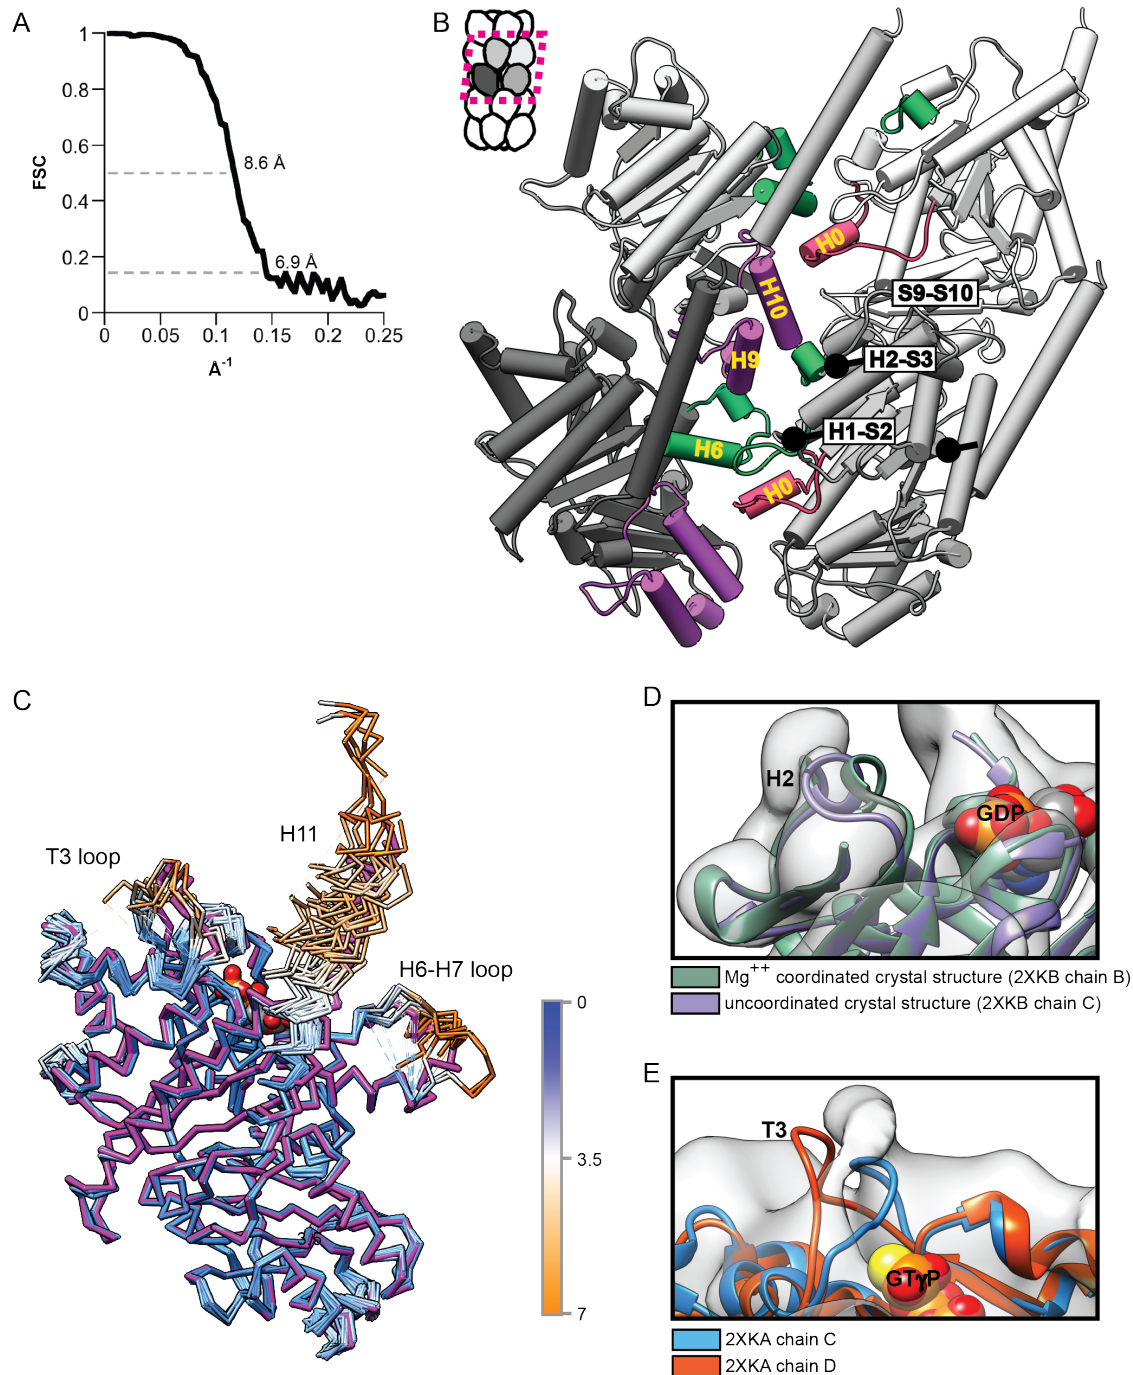 A
1
0.8
0.6
0.4
0.2
0
FSC
8.6 Å
6.9 Å
0
0.05
0.1
0.15
0.20
0.25
Å-1
B
H0
H10
S9-S10
H9
H2-S3
H1-S2
H6
H0
C
T3 loop
H11
H6-H7 loop
3.5
0
3.5
7
D
H2
GDP
Mg++ coordinated crystal structure (2XKB chain B)
uncoordinated crystal structure (2XKB chain C)
E
T3
GTγP
2XKA chain C
2XKA chain D